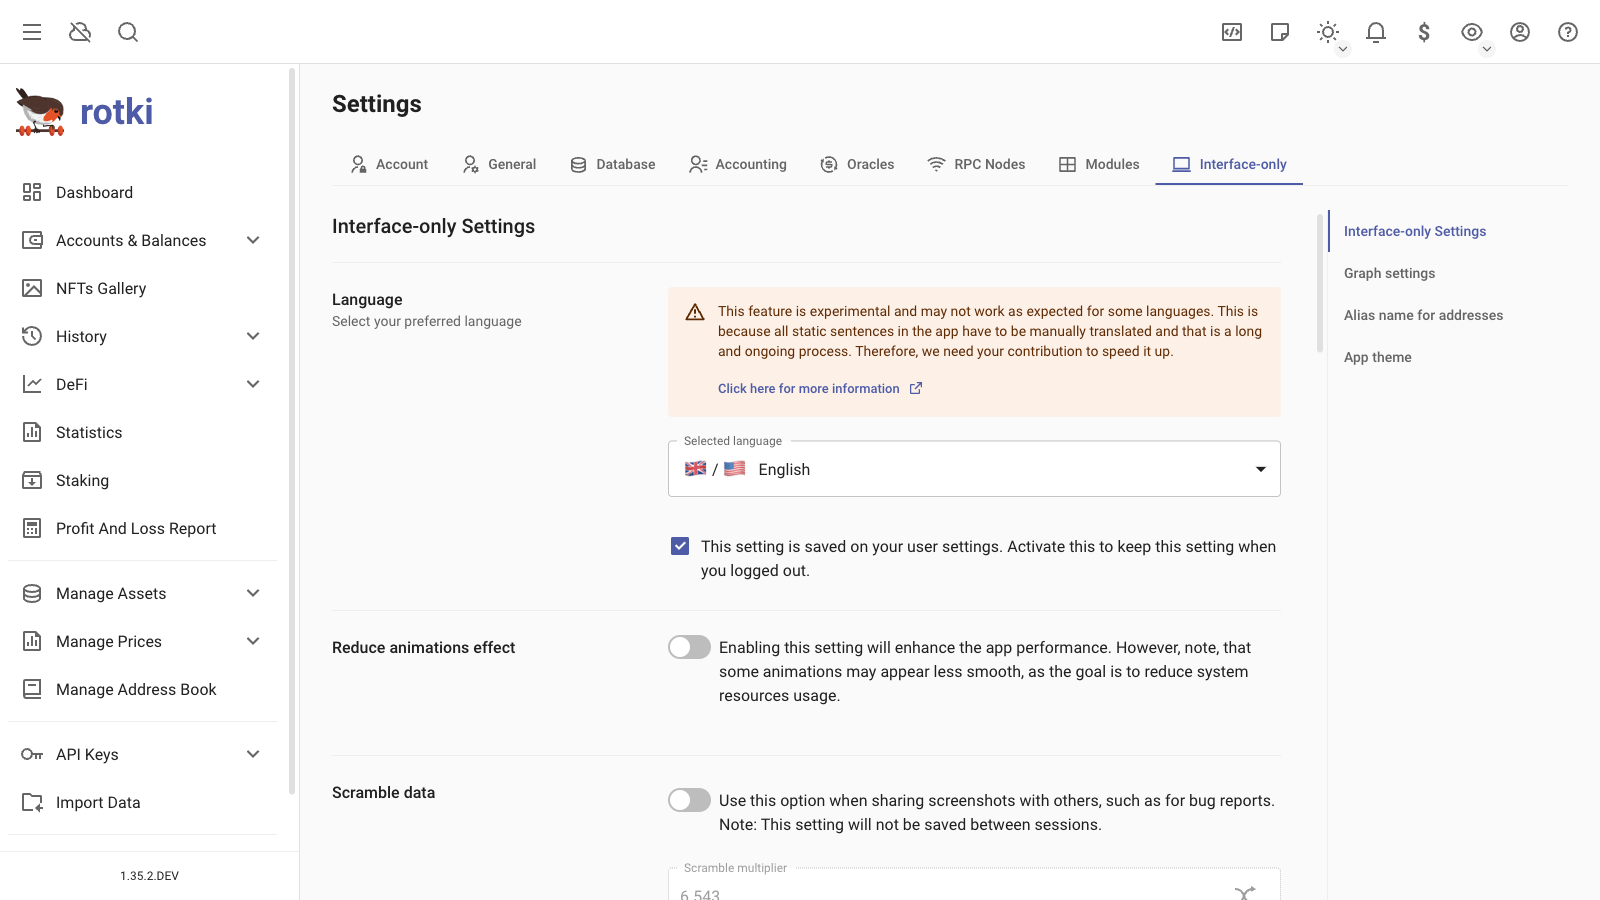 rotki
Dashboard
Accounts & Balances
NFTs Gallery
History
DeFi
Statistics
Staking
Profit And Loss Report
Manage Assets
Manage Prices
Manage Address Book
API Keys
Import Data
1.35.2.DEV
Settings
Account
General
Database
Accounting
Oracles
RPC Nodes
Modules
Interface-only
Interface-only Settings
Language
Select your preferred language
This feature is experimental and may not work as expected for some languages. This is
because all static sentences in the app have to be manually translated and that is a long
and ongoing process. Therefore, we need your contribution to speed it up.
Click here for more information
Selected language
🇬🇧 / 🇺🇸 English
This setting is saved on your user settings. Activate this to keep this setting when
you logged out.
Reduce animations effect
Enabling this setting will enhance the app performance. However, note, that
some animations may appear less smooth, as the goal is to reduce system
resources usage.
Scramble data
Use this option when sharing screenshots with others, such as for bug reports.
Note: This setting will not be saved between sessions.
Scramble multiplier
6.543
Interface-only Settings
Graph settings
Alias name for addresses
App theme